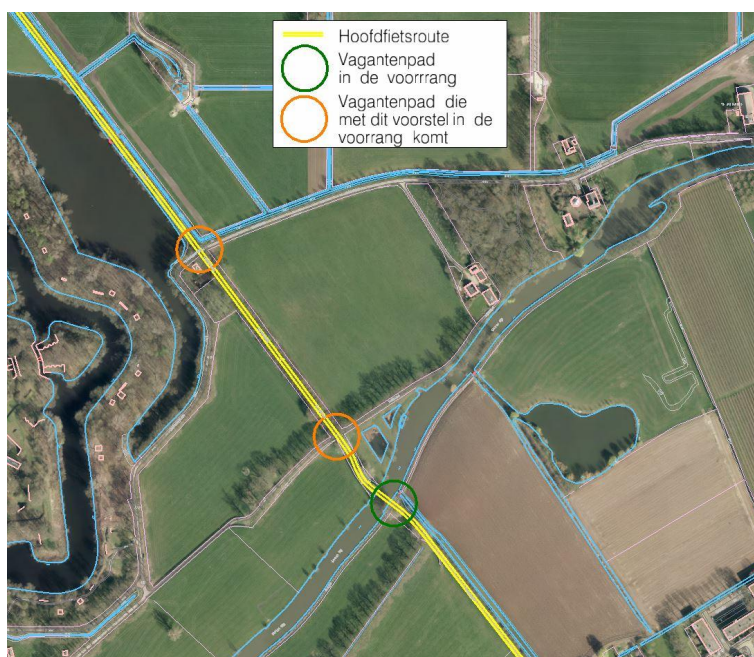 Hoofdfietsroute
Vagantenpad
in de voorrang
Vagantenpad die
met dit voorstel in de
voorrang komt